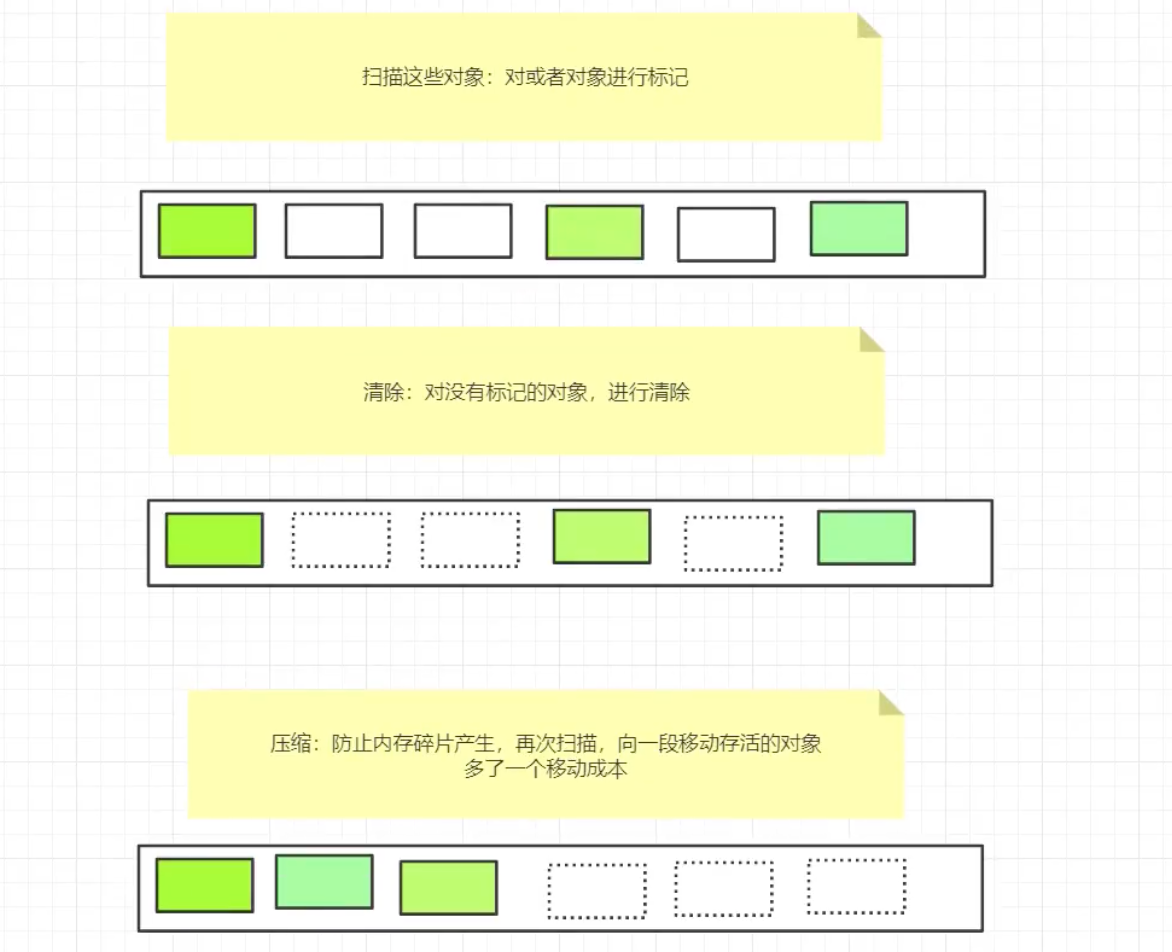 扫描这些对象：对或者对象进行标记
清除：对没有标记的对象，进行清除
压缩：防止内存碎片产生，再次扫描，向一段移动存活的对象
多了一个移动成本